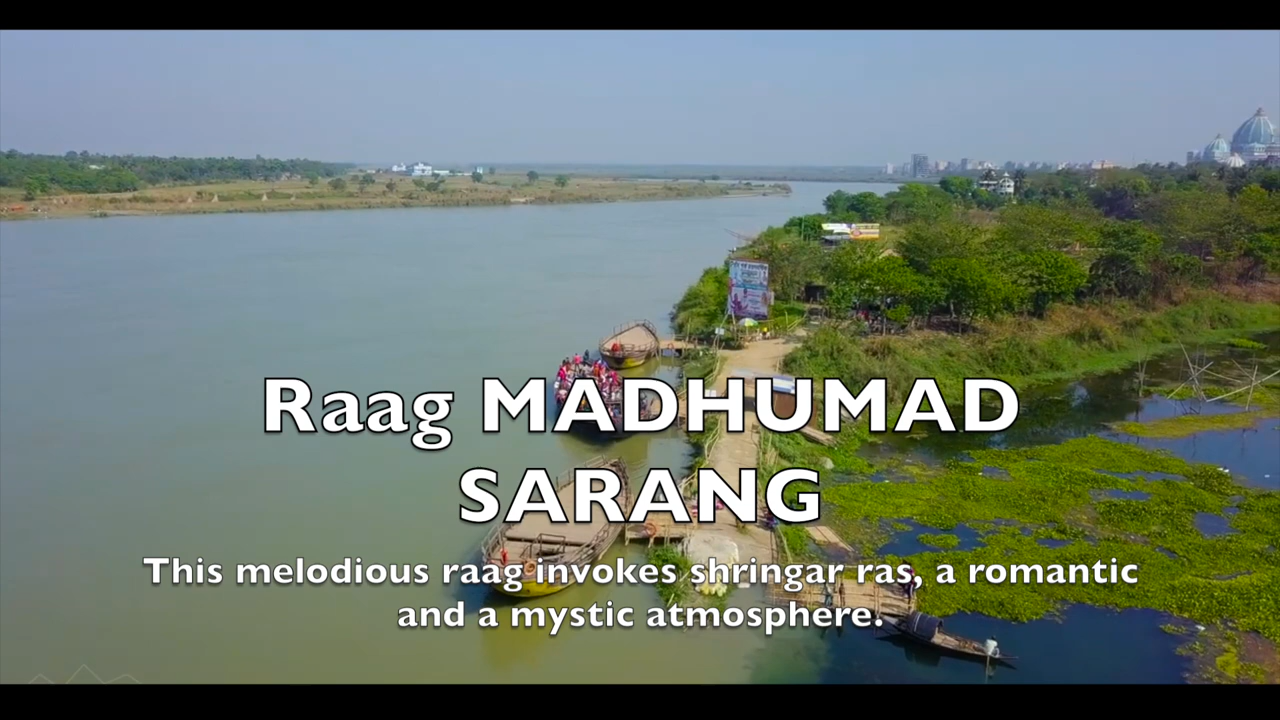 Raag MADHUMAD
SARANG
This melodious raag invokes shringar ras, a romantic
and a mystic atmosphere.